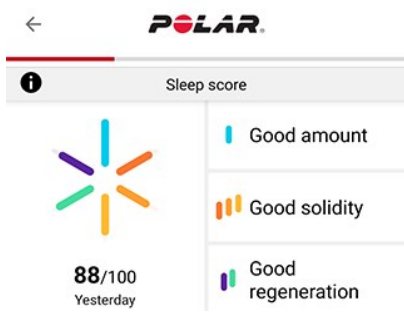 POLAR.
Sleep score
Good amount
Good solidity
Good
regeneration
88/100
Yesterday